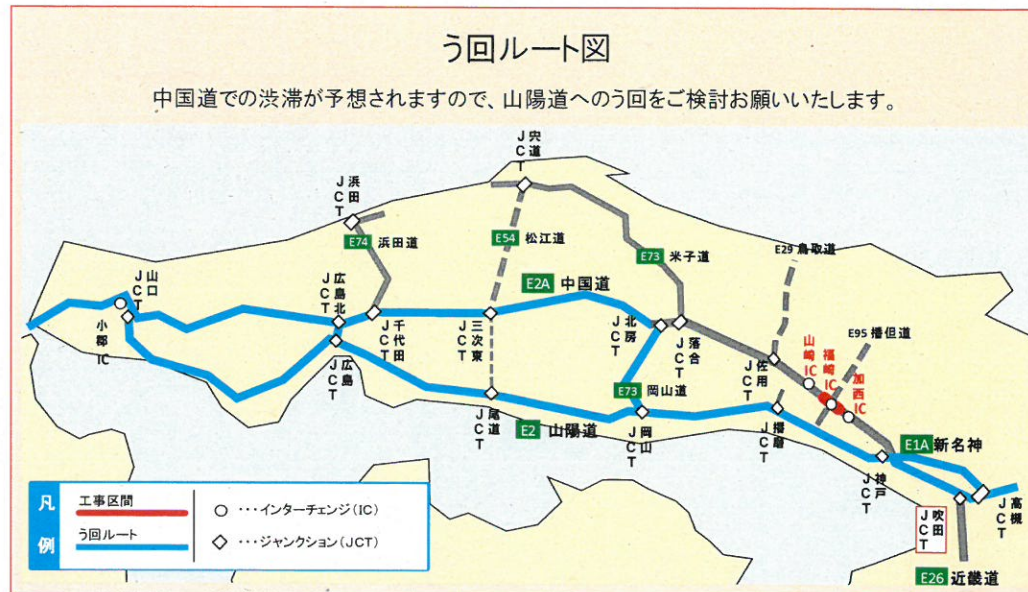 う回ルート図
中国道での渋滞が予想されますので、山陽道へのう回をご検討お願いいたします。
宍道JCT
浜田JCT
E74 浜田道
E54 松江道
E73 米子道
E29 鳥取道
E2A 中国道
山口JCT
小郡IC
広島北JCT
千代田JCT
三次東JCT
北房JCT
落合JCT
佐用JCT
山崎IC
福崎IC
加西IC
E95 播但道
広島JCT
尾道JCT
E2 山陽道
E73 岡山道
岡山JCT
播磨JCT
神戸JCT
E1A 新名神
高槻JCT
吹田JCT
E26 近畿道
凡例
工事区間
う回ルート
・・・インターチェンジ(IC)
・・・ジャンクション(JCT)